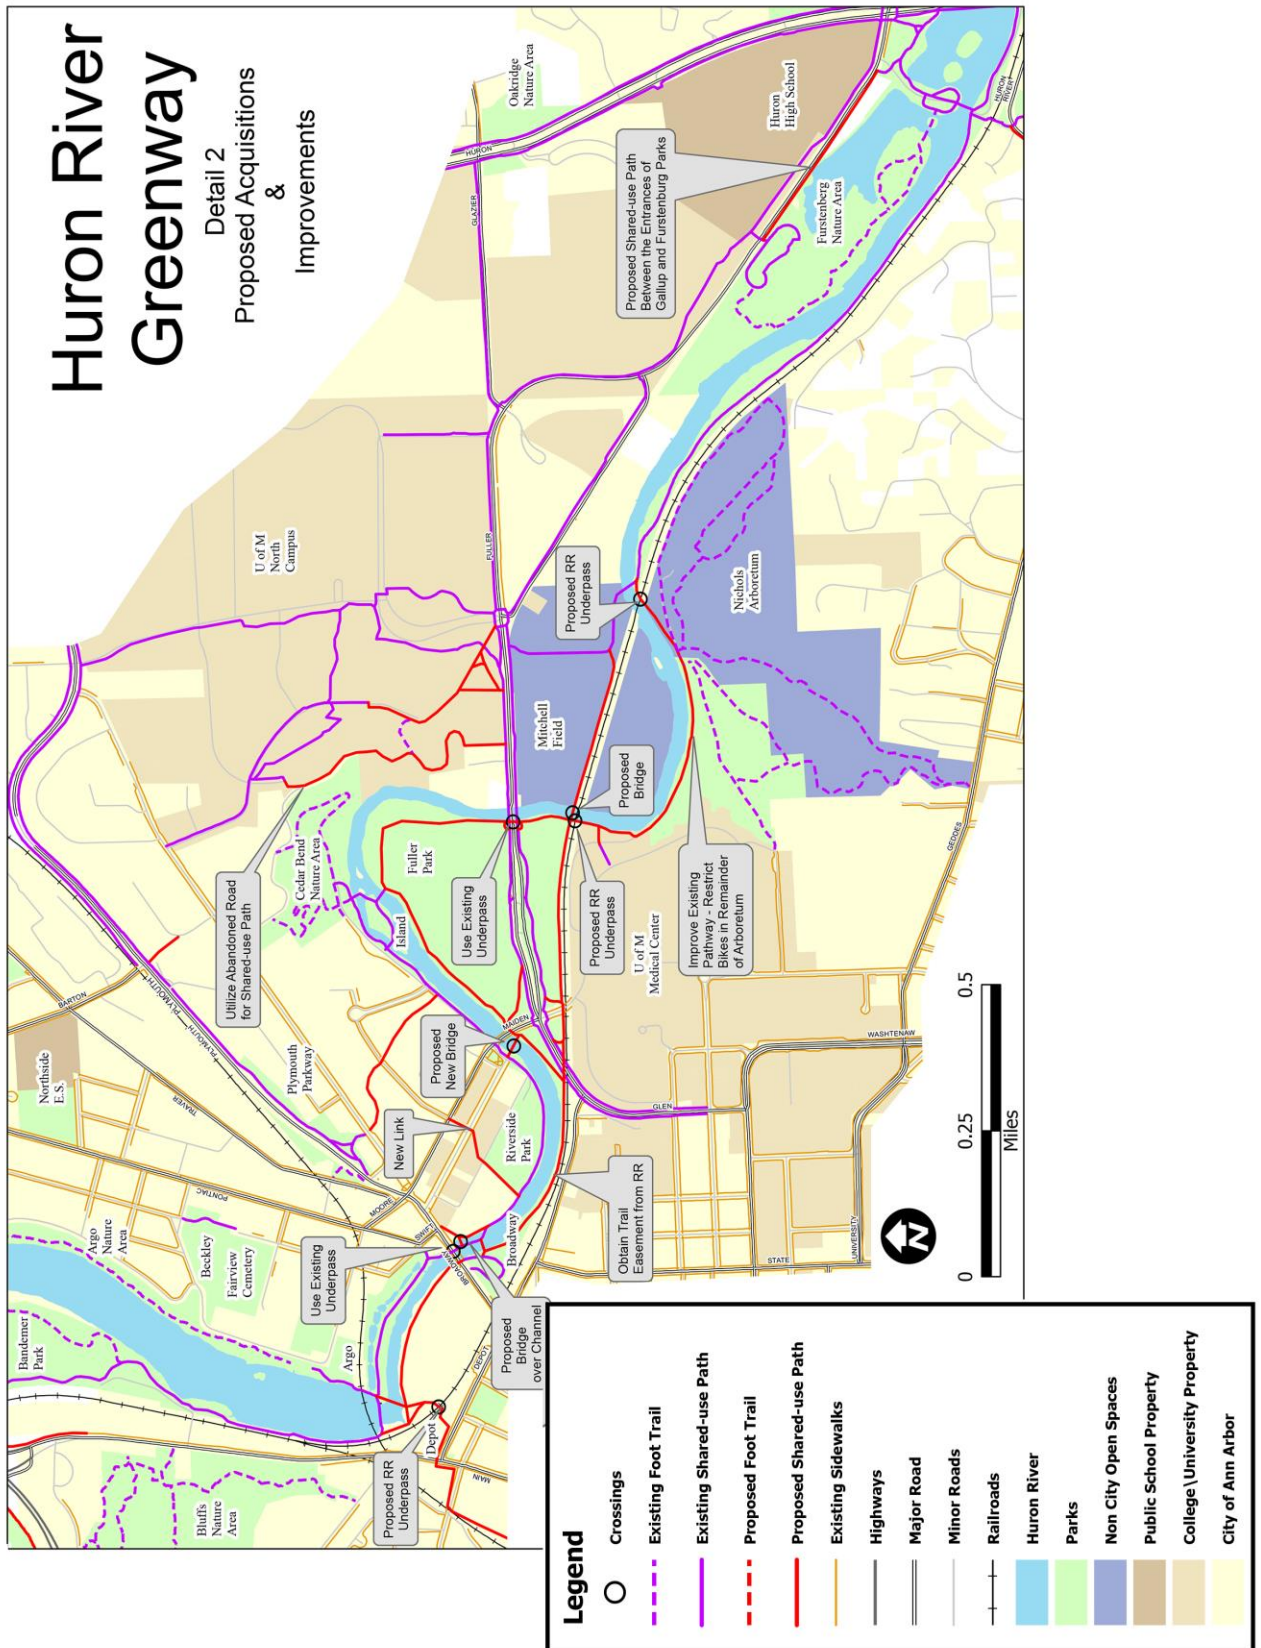 Huron River
Greenway
Detail 2
Proposed Acquisitions
&
Improvements
Oakridge
Nature Area
HURON
GLAZIER
Huron
High School
Proposed Shared-use Path
Between the Entrances of
Gallup and Furstenburg Parks
Furstenberg
Nature Area
HURON
RIVER
U of M
North
Campus
FULLER
Proposed RR
Underpass
Nichols
Arboretum
Mitchell
Field
Proposed
Bridge
Cedar Bend
Nature Area
Fuller
Park
Island
Utilize Abandoned Road
for Shared-use Path
Use Existing
Underpass
Proposed RR
Underpass
Improve Existing
Pathway - Restrict
Bikes in Remainder
of Arboretum
U of M
Medical Center
GEDDES
WASHTENAW
BARTON
PLYMOUTH
PLYMOUTH
PLYMOUTH
Plymouth
Parkway
Northside
E.S.
TRAVER
MAIDEN
Proposed
New Bridge
New Link
Riverside
Park
GLEN
Obtain Trail
Easement from RR
PONTIAC
MOORE
SWIFT
BROADWAY
Broadway
STATE
UNIVERSITY
Argo
Nature
Area
Beckley
Fairview
Cemetery
Use Existing
Underpass
Proposed
Bridge
over Channel
Argo
Bandemer
Park
DEPOT
Depot
MAIN
Proposed RR
Underpass
Bluffs
Nature
Area
N
0
0.25
0.5
Miles
Legend
Crossings
Existing Foot Trail
Existing Shared-use Path
Proposed Foot Trail
Proposed Shared-use Path
Existing Sidewalks
Highways
Major Road
Minor Roads
Railroads
Huron River
Parks
Non City Open Spaces
Public School Property
College\University Property
City of Ann Arbor